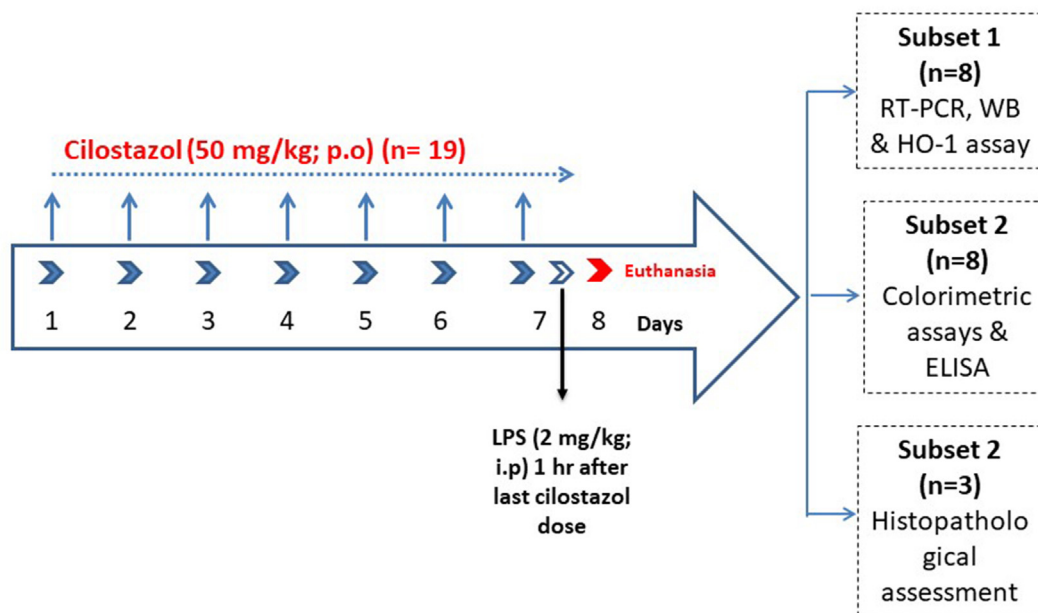 Cilostazol (50 mg/kg; p.o) (n= 19)
Euthanasia
1 2 3 4 5 6 7 8 Days
LPS (2 mg/kg;
i.p) 1 hr after
last cilostazol
dose
Subset 1
(n=8)
RT-PCR, WB
& HO-1 assay
Subset 2
(n=8)
Colorimetric
assays &
ELISA
Subset 2
(n=3)
Histopatholo
gical
assessment